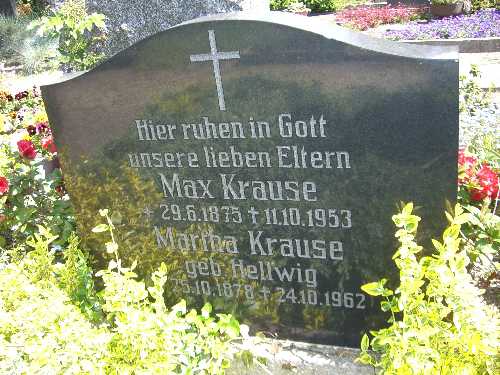 Hier ruhen in Gott
unsere lieben Eltern
Max Krause
29.6.1875 + 11.10.1953
Martha Krause
geb. Hellwig
25.10.1878 + 24.10.1962